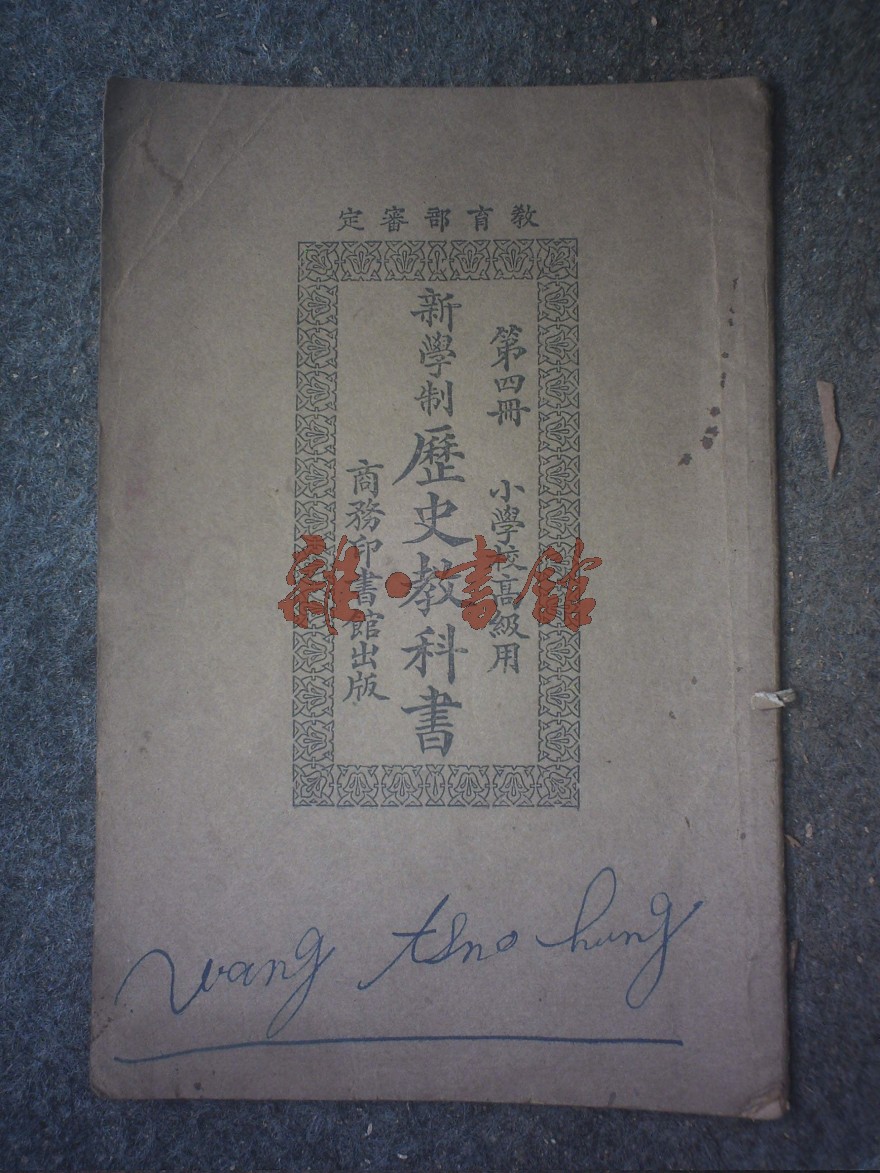 教育部審定
第四冊 小學校高級用
新學制歷史教科書
商務印書館出版
雜·書館
wang tsno hung